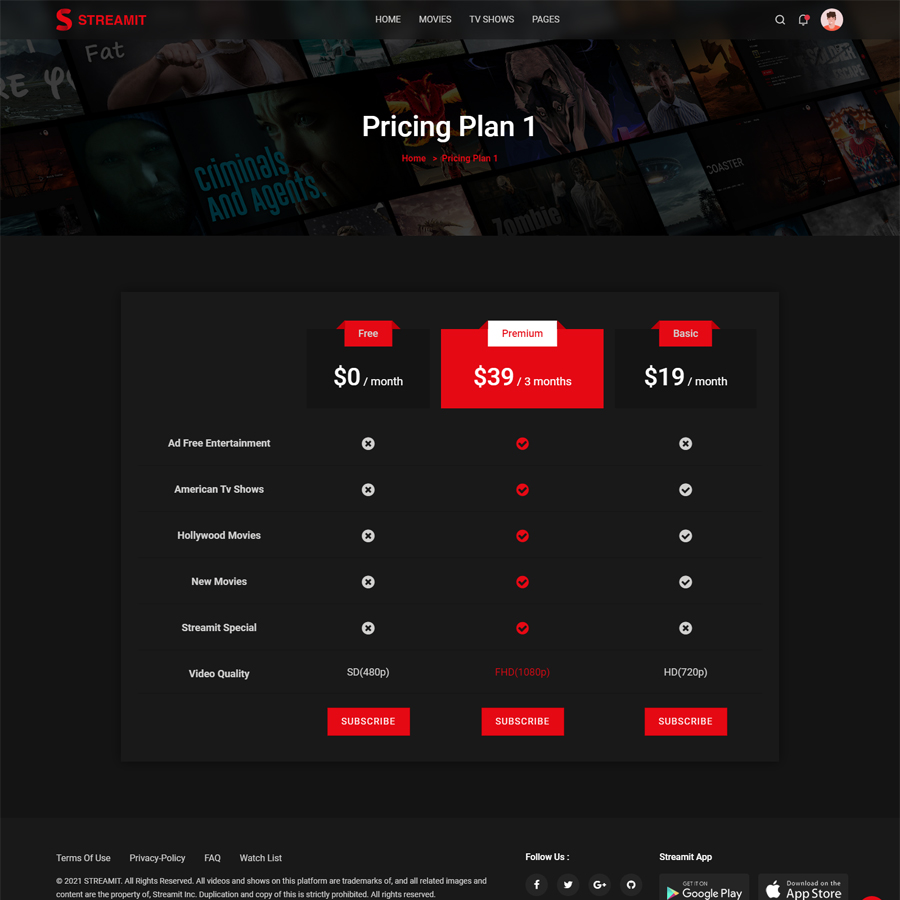 STREAMIT
HOME MOVIES TV SHOWS PAGES
Fat
Pricing Plan 1
Home > Pricing Plan 1
Criminals
And Agents.
COASTER
Zombie
Free Premium Basic
$0 / month $39 / 3 months $19 / month
Ad Free Entertainment
American Tv Shows
Hollywood Movies
New Movies
Streamit Special
Video Quality SD(480p) FHD(1080p) HD(720p)
SUBSCRIBE SUBSCRIBE SUBSCRIBE
Terms Of Use Privacy-Policy FAQ Watch List
Follow Us :
Streamit App
© 2021 STREAMIT. All Rights Reserved. All videos and shows on this platform are trademarks of, and all related images and
content are the property of, Streamit Inc. Duplication and copy of this is strictly prohibited. All rights reserved.
GET IT ON
Google Play
Download on the
App Store